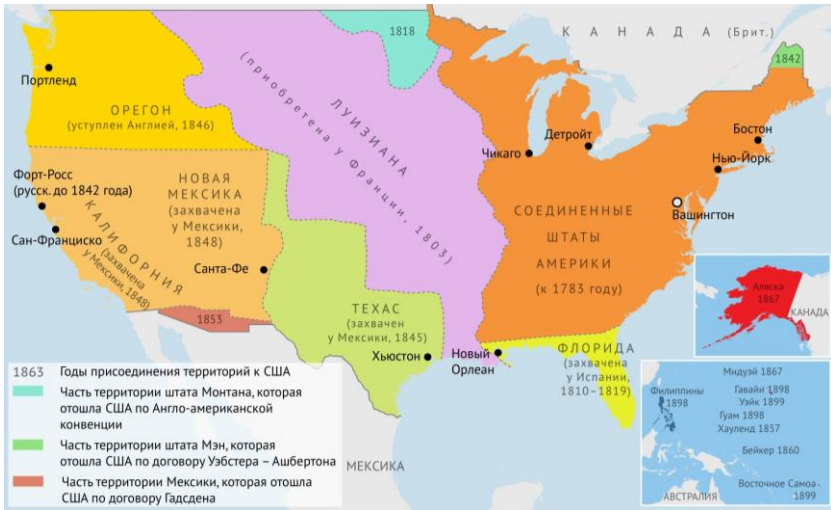 К А Н А Д А (Брит.)
1818
1842
Портленд
ОРЕГОН
(уступлен Англией, 1846)
ЛУИЗИАНА
(приобретена у Франции, 1803)
Чикаго
Детройт
Бостон
Нью-Йорк
Вашингтон
Форт-Росс
(русск. до 1842 года)
НОВАЯ
МЕКСИКА
(захвачена
у Мексики,
1848)
КАЛИФОРНИЯ
(захвачена
у Мексики, 1848)
Сан-Франциско
Санта-Фе
СОЕДИНЕННЫЕ
ШТАТЫ
АМЕРИКИ
(к 1783 году)
1853
ТЕХАС
(захвачен
у Мексики, 1845)
Хьюстон
Новый
Орлеан
ФЛОРИДА
(захвачена
у Испании,
1810–1819)
Аляска
1867
КАНАДА
МЕКСИКА
1863 Годы присоединения территорий к США
Часть территории штата Монтана, которая
отошла США по Англо-американской
конвенции
Часть территории штата Мэн, которая
отошла США по договору Уэбстера – Ашбертона
Часть территории Мексики, которая отошла
США по договору Гадсдена
Мидуэй 1867
Филиппины
1898
Гавайи 1898
Уэйк 1899
Гуам 1898
Хауленд 1857
Бейкер 1860
Восточное Самоа
1899
АВСТРАЛИЯ